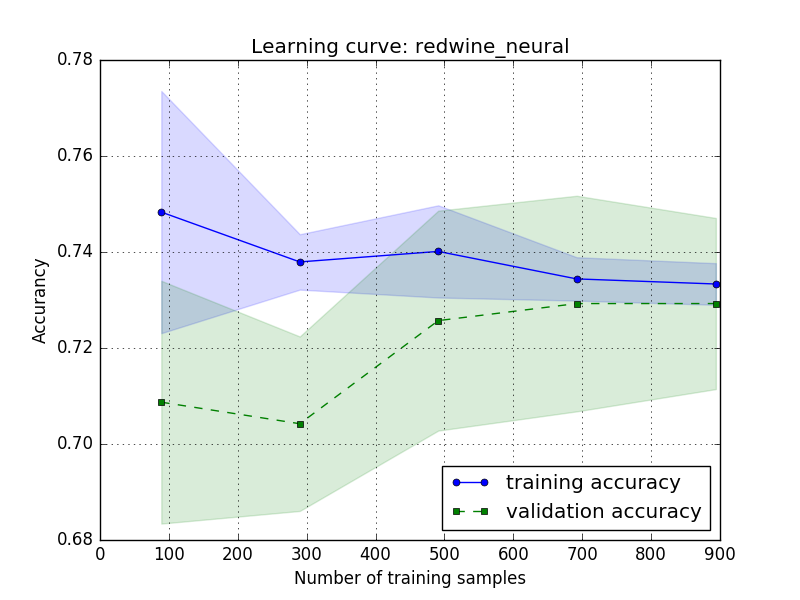 Learning curve: redwine_neural
0.78
0.76
0.74
0.72
0.70
0.68
Accurancy
training accuracy
validation accuracy
0 100 200 300 400 500 600 700 800 900
Number of training samples